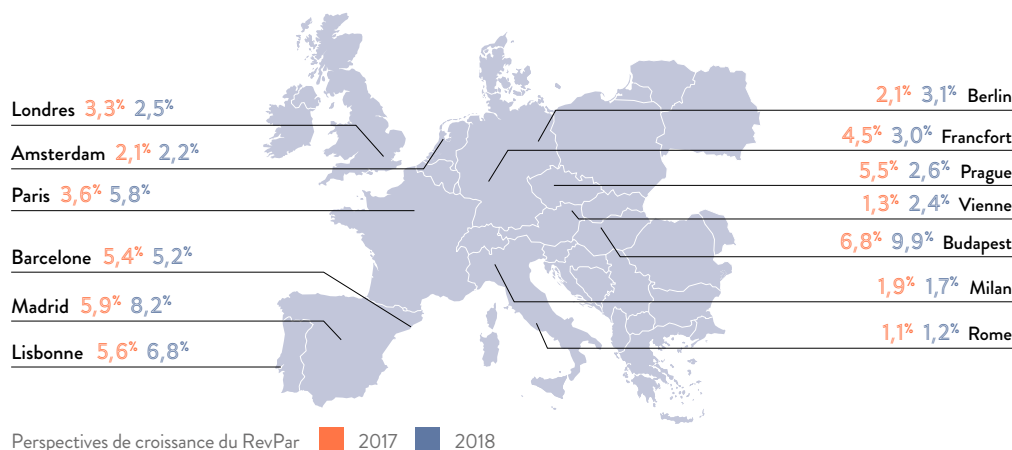 Londres 3,3% 2,5%
Amsterdam 2,1% 2,2%
Paris 3,6% 5,8%
Barcelone 5,4% 5,2%
Madrid 5,9% 8,2%
Lisbonne 5,6% 6,8%
2,1% 3,1% Berlin
4,5% 3,0% Francfort
5,5% 2,6% Prague
1,3% 2,4% Vienne
6,8% 9,9% Budapest
1,9% 1,7% Milan
1,1% 1,2% Rome
Perspectives de croissance du RevPar 2017 2018